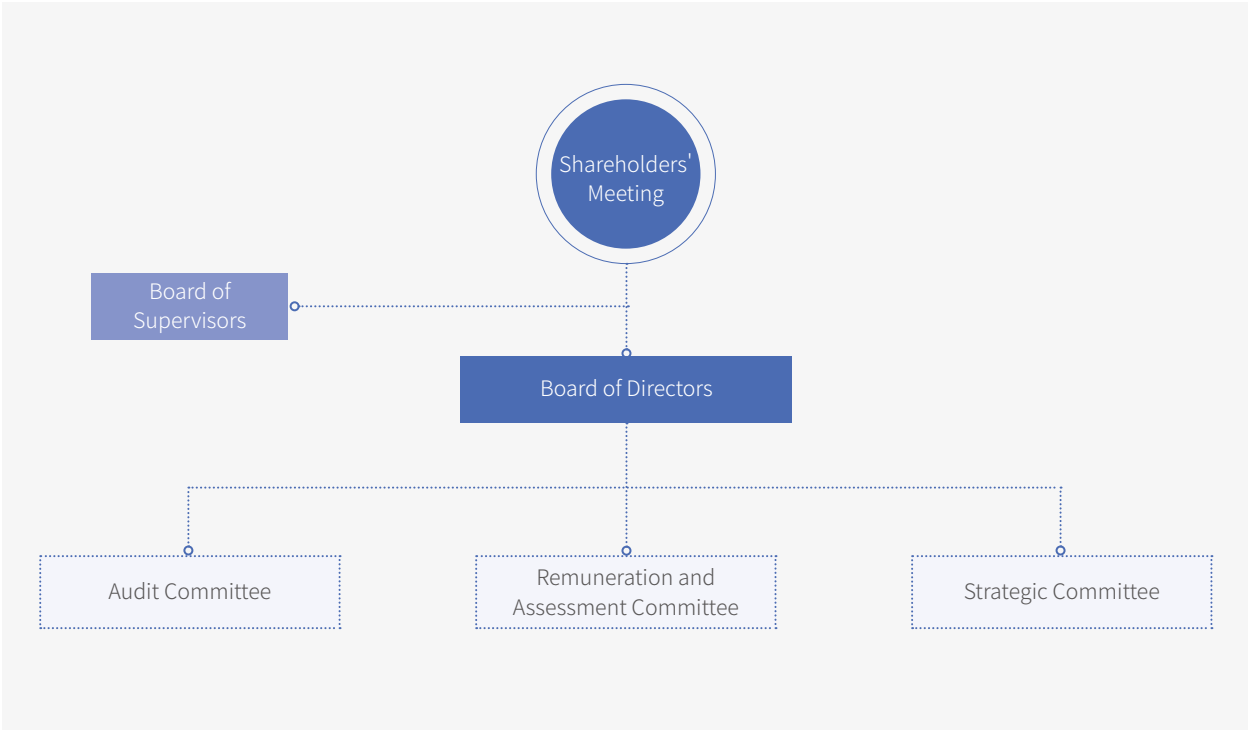 Shareholders'
Meeting
Board of
Supervisors
Board of Directors
Audit Committee
Remuneration and
Assessment Committee
Strategic Committee